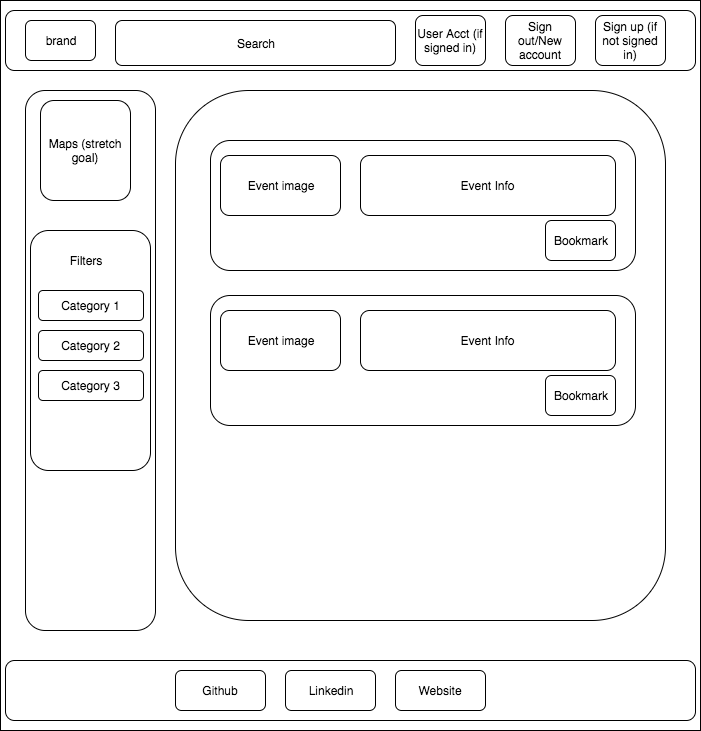 brand
Search
User Acct (if
signed in)
Sign
out/New
account
Sign up (if
not signed
in)
Maps (stretch
goal)
Filters
Category 1
Category 2
Category 3
Event image
Event Info
Bookmark
Event image
Event Info
Bookmark
Github
Linkedin
Website